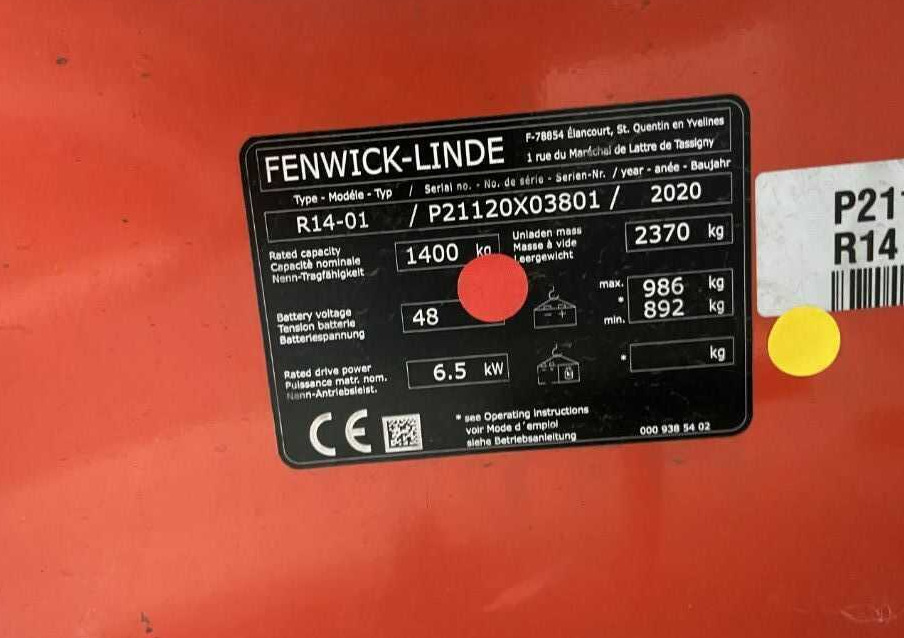 FENWICK-LINDE
F-78854 Élancourt, St. Quentin en Yvelines
1 rue du Maréchal de Lattre de Tassigny
Type - Modéle - Typ / Serial no. - No. de série - Serien-Nr. / year - anée - Baujahr
R14-01 / P21120X03801 / 2020
Rated capacity
Capacité nominale
Nenn-Tragfähigkeit
1400 kg
Unladen mass
Masse à vide
Leergewicht
2370 kg
Battery voltage
Tension batterie
Batteriespannung
48
max. 986 kg
*
min. 892 kg
Rated drive power
Puissance matr. nom.
Nenn-Antriebsleist.
6.5 kW
- +
* kg
CE
* see Operating instructions
voir Mode d'emploi
siehe Betriebsanleitung
000 938 54 02
P21
R14